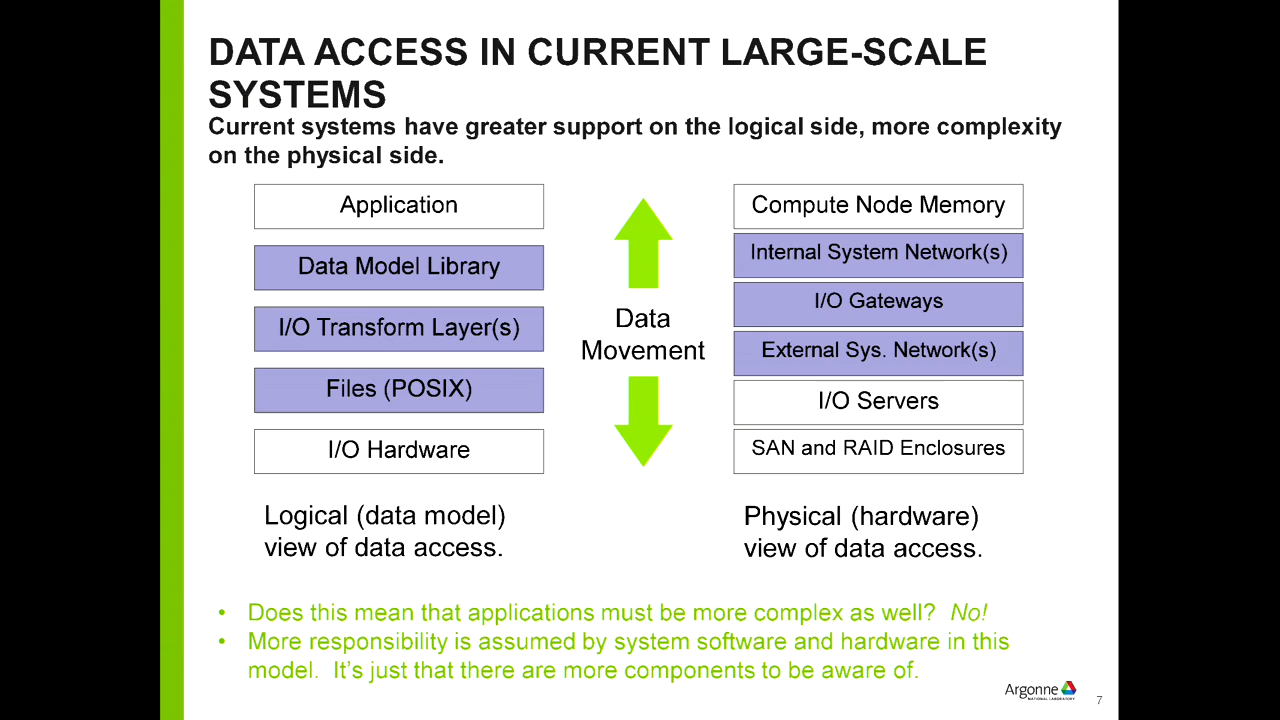 DATA ACCESS IN CURRENT LARGE-SCALE
SYSTEMS
Current systems have greater support on the logical side, more complexity
on the physical side.
Application
Data Model Library
I/O Transform Layer(s)
Files (POSIX)
I/O Hardware
Logical (data model)
view of data access.
Data
Movement
Compute Node Memory
Internal System Network(s)
I/O Gateways
External Sys. Network(s)
I/O Servers
SAN and RAID Enclosures
Physical (hardware)
view of data access.
• Does this mean that applications must be more complex as well? No!
• More responsibility is assumed by system software and hardware in this
model. It's just that there are more components to be aware of.
Argonne
NATIONAL LABORATORY
7